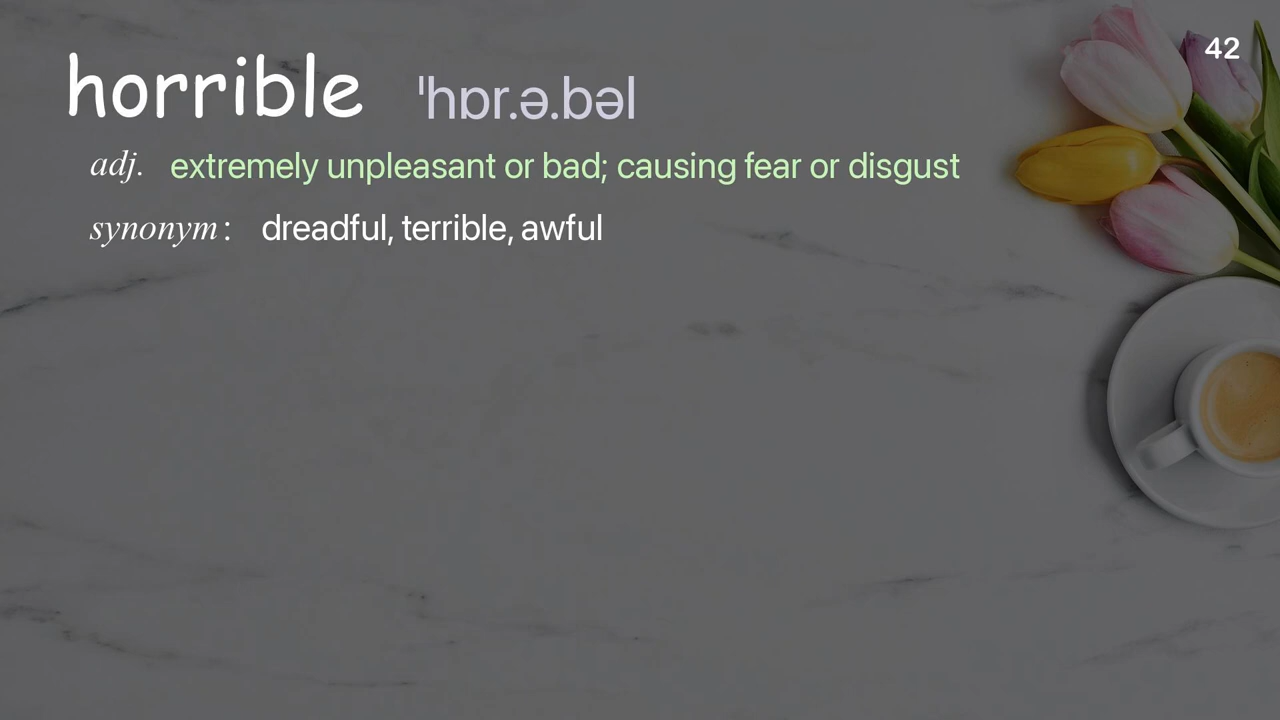 42
horrible ˈhɒr.ə.bəl
adj. extremely unpleasant or bad; causing fear or disgust
synonym: dreadful, terrible, awful